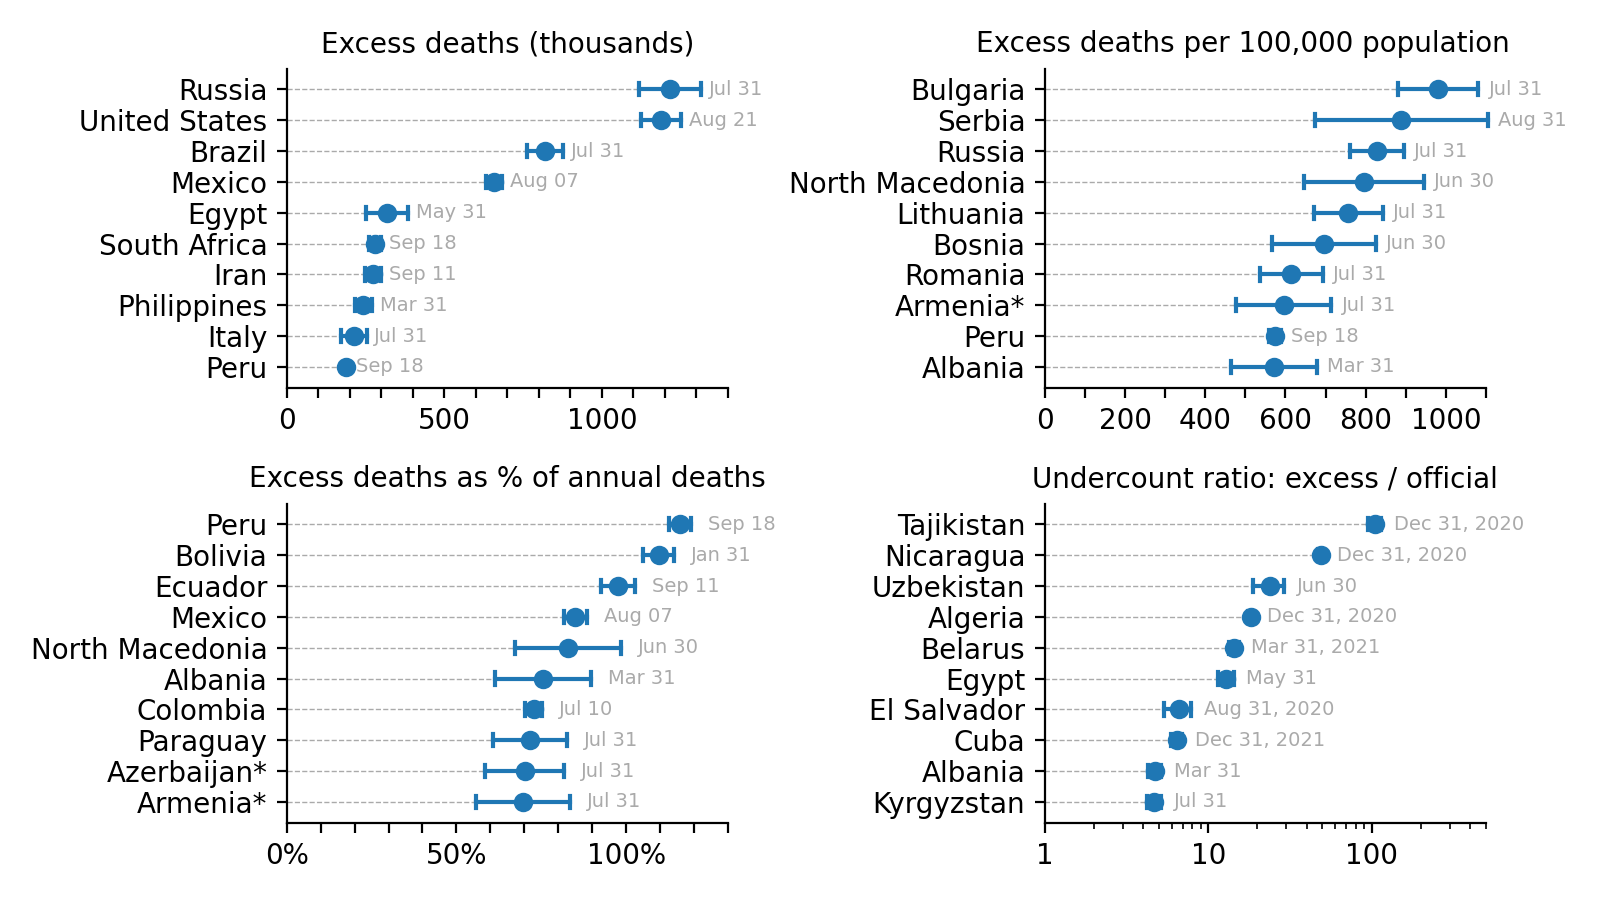 Excess deaths (thousands)
Russia Jul 31
United States Aug 21
Brazil Jul 31
Mexico Aug 07
Egypt May 31
South Africa Sep 18
Iran Sep 11
Philippines Mar 31
Italy Jul 31
Peru Sep 18
0 500 1000
Excess deaths per 100,000 population
Bulgaria Jul 31
Serbia Aug 31
Russia Jul 31
North Macedonia Jun 30
Lithuania Jul 31
Bosnia Jun 30
Romania Jul 31
Armenia* Jul 31
Peru Sep 18
Albania Mar 31
0 200 400 600 800 1000
Excess deaths as % of annual deaths
Peru Sep 18
Bolivia Jan 31
Ecuador Sep 11
Mexico Aug 07
North Macedonia Jun 30
Albania Mar 31
Colombia Jul 10
Paraguay Jul 31
Azerbaijan* Jul 31
Armenia* Jul 31
0% 50% 100%
Undercount ratio: excess / official
Tajikistan Dec 31, 2020
Nicaragua Dec 31, 2020
Uzbekistan Jun 30
Algeria Dec 31, 2020
Belarus Mar 31, 2021
Egypt May 31
El Salvador Aug 31, 2020
Cuba Dec 31, 2021
Albania Mar 31
Kyrgyzstan Jul 31
1 10 100